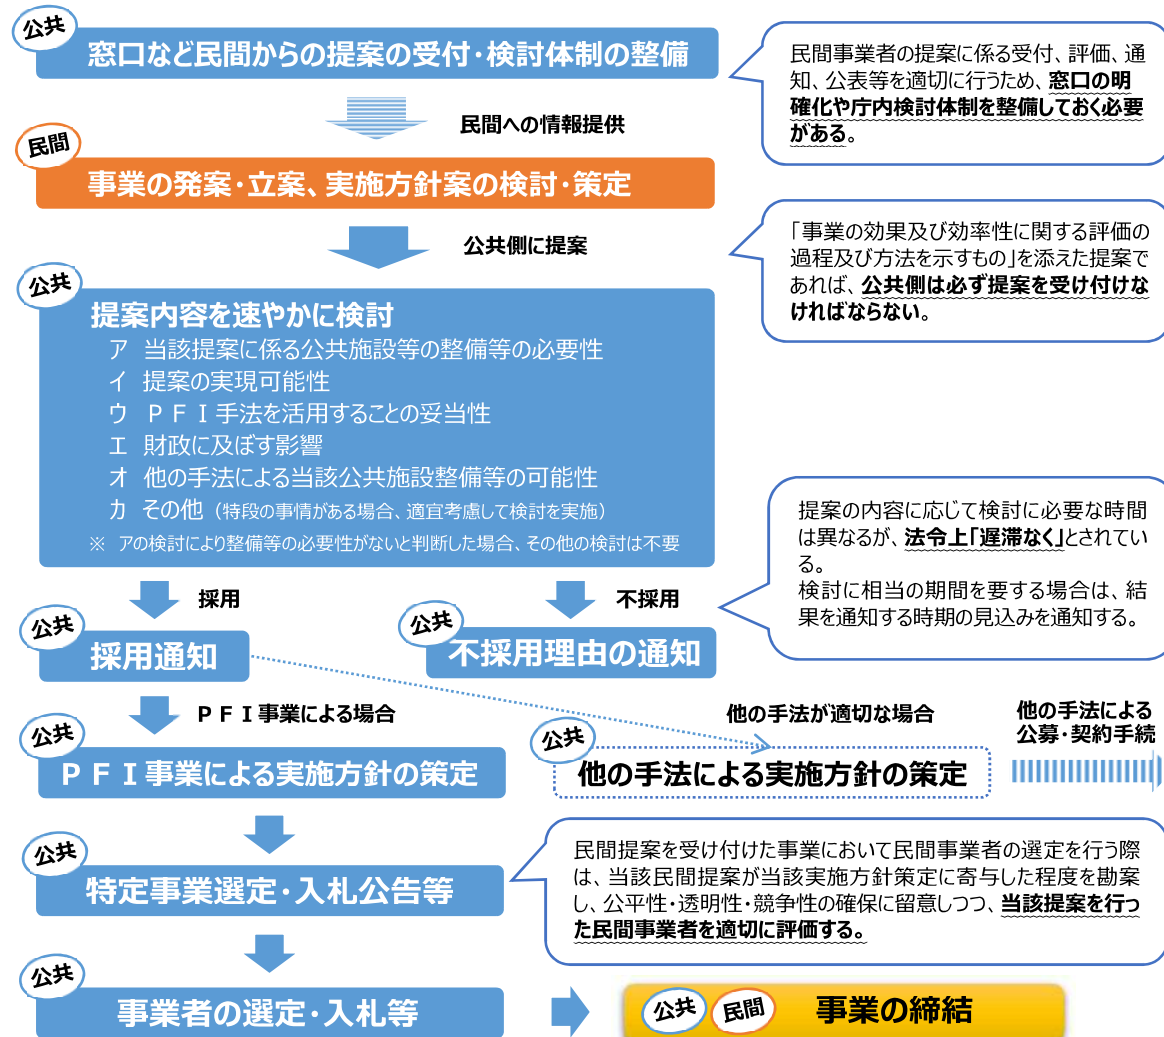 公共
窓口など民間からの提案の受付・検討体制の整備
民間事業者の提案に係る受付、評価、通
知、公表等を適切に行うため、窓口の明
確化や庁内検討体制を整備しておく必要
がある。
民間への情報提供
民間
事業の発案・立案、実施方針案の検討・策定
公共側に提案
「事業の効果及び効率性に関する評価の
過程及び方法を示すもの」を添えた提案で
あれば、公共側は必ず提案を受け付けな
ければならない。
公共
提案内容を速やかに検討
ア 当該提案に係る公共施設等の整備等の必要性
イ 提案の実現可能性
ウ ＰＦＩ手法を活用することの妥当性
エ 財政に及ぼす影響
オ 他の手法による当該公共施設整備等の可能性
カ その他（特段の事情がある場合、適宜考慮して検討を実施）
※ アの検討により整備等の必要性がないと判断した場合、その他の検討は不要
提案の内容に応じて検討に必要な時間
は異なるが、法令上「遅滞なく」とされてい
る。
検討に相当の期間を要する場合は、結
果を通知する時期の見込みを通知する。
採用
不採用
公共
採用通知
公共
不採用理由の通知
ＰＦＩ事業による場合
他の手法が適切な場合
他の手法による
公募・契約手続
公共
ＰＦＩ事業による実施方針の策定
公共
他の手法による実施方針の策定
公共
特定事業選定・入札公告等
民間提案を受け付けた事業において民間事業者の選定を行う際
は、当該民間提案が当該実施方針策定に寄与した程度を勘案
し、公平性・透明性・競争性の確保に留意しつつ、当該提案を行っ
た民間事業者を適切に評価する。
公共
事業者の選定・入札等
公共 民間 事業の締結